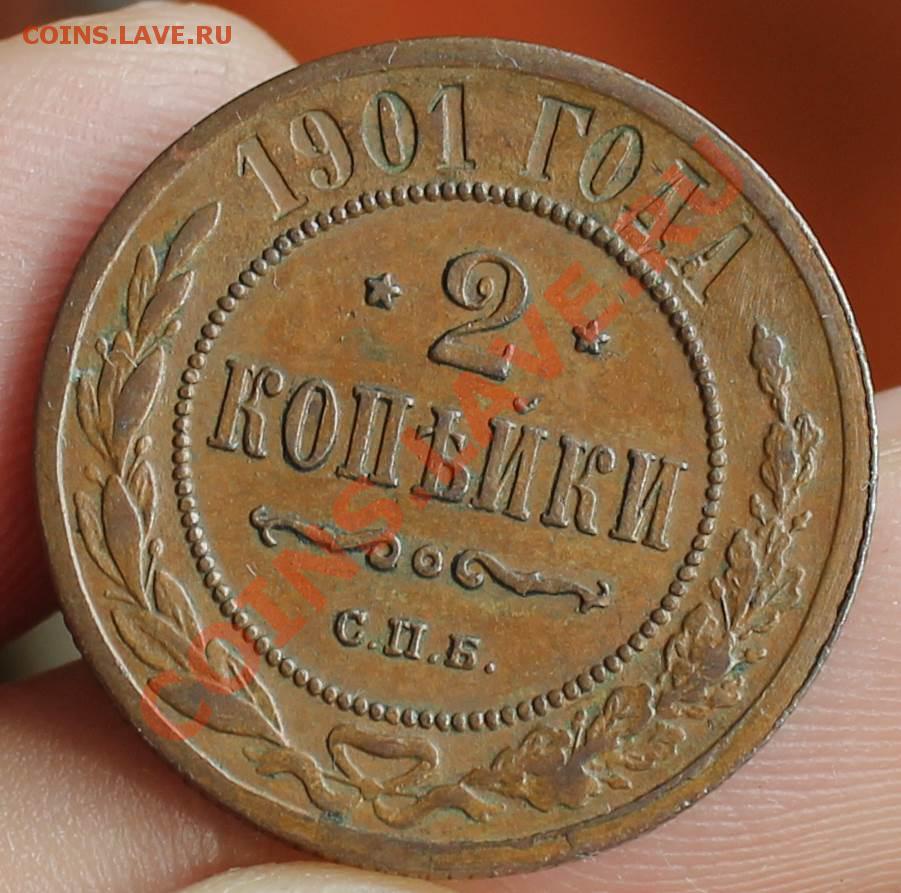 COINS.LAVE.RU
1901 ГОДА
2
КОПѢЙКИ
С.П.Б.
COINS.LAVE.RU